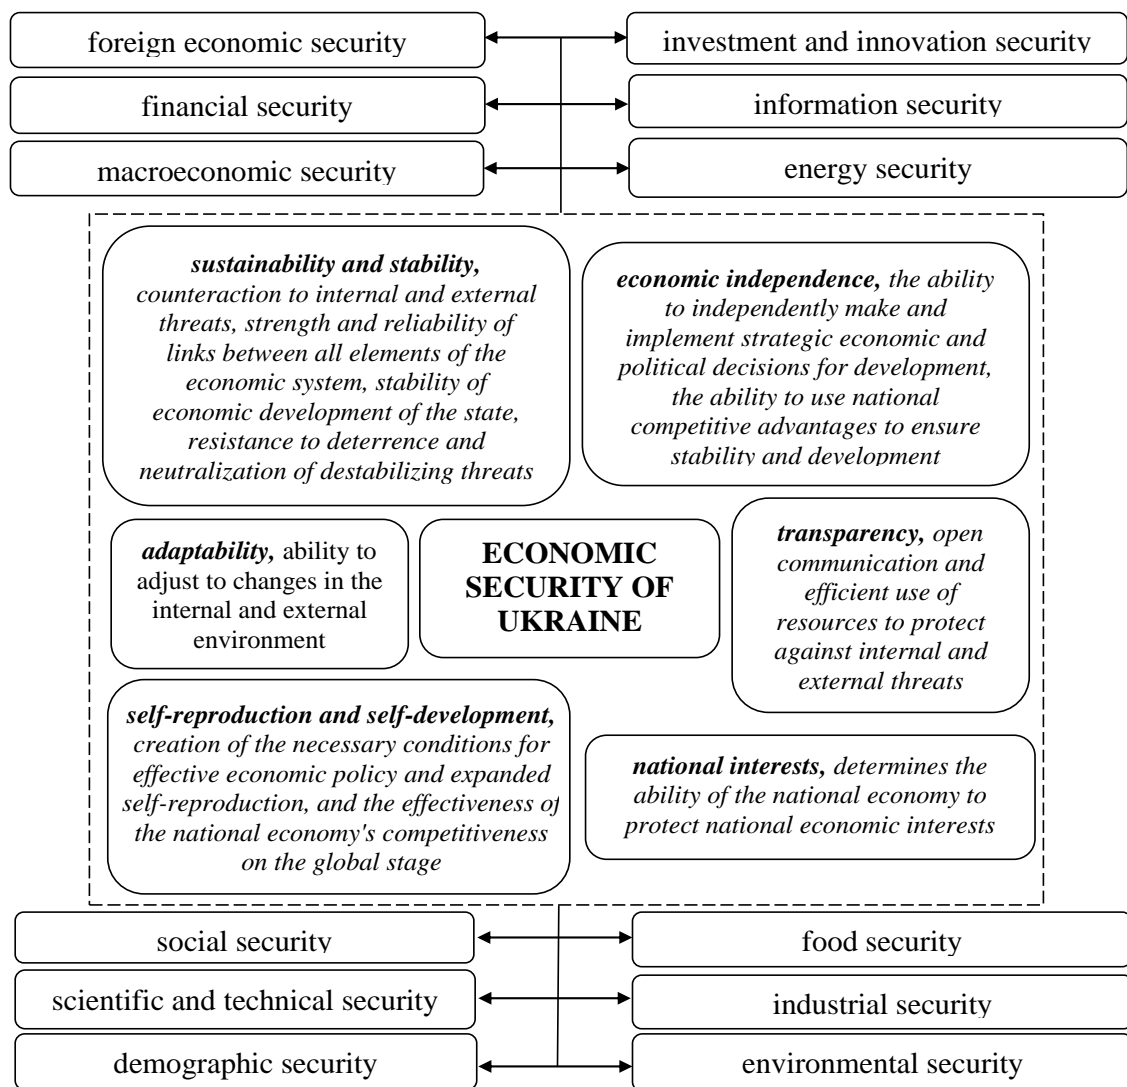 foreign economic security
investment and innovation security
financial security
information security
macroeconomic security
energy security
sustainability and stability,
counteraction to internal and external
threats, strength and reliability of
links between all elements of the
economic system, stability of
economic development of the state,
resistance to deterrence and
neutralization of destabilizing threats
economic independence, the ability
to independently make and
implement strategic economic and
political decisions for development,
the ability to use national
competitive advantages to ensure
stability and development
adaptability, ability to
adjust to changes in the
internal and external
environment
ECONOMIC
SECURITY OF
UKRAINE
transparency, open
communication and
efficient use of
resources to protect
against internal and
external threats
self-reproduction and self-development,
creation of the necessary conditions for
effective economic policy and expanded
self-reproduction, and the effectiveness of
the national economy's competitiveness
on the global stage
national interests, determines the
ability of the national economy to
protect national economic interests
social security
food security
scientific and technical security
industrial security
demographic security
environmental security